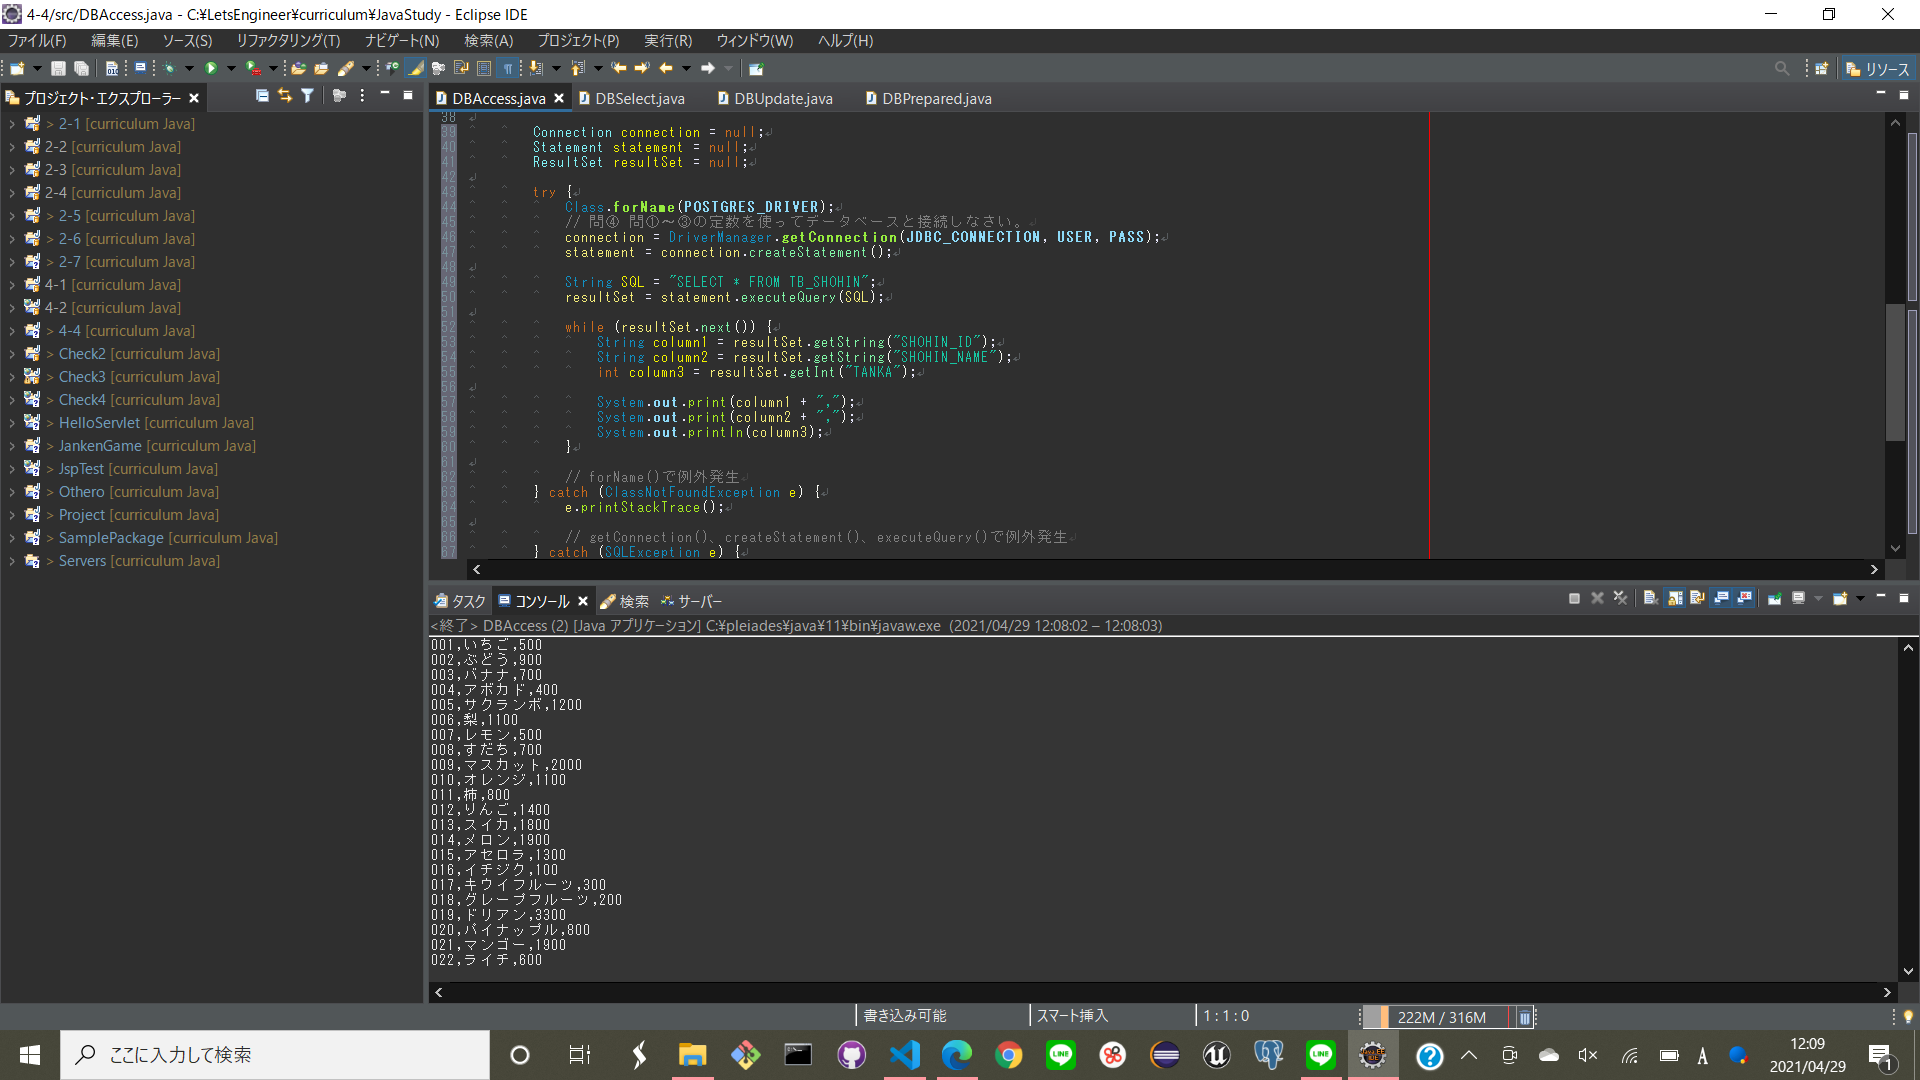 4-4/src/DBAccess.java - C:¥LetsEngineer¥curriculum¥JavaStudy - Eclipse IDE
ファイル(F) 編集(E) ソース(S) リファクタリング(T) ナビゲート(N) 検索(A) プロジェクト(P) 実行(R) ウィンドウ(W) ヘルプ(H)
リソース
プロジェクト・エクスプローラー
> 2-1 [curriculum Java]
2-2 [curriculum Java]
2-3 [curriculum Java]
2-4 [curriculum Java]
> 2-5 [curriculum Java]
> 2-6 [curriculum Java]
> 2-7 [curriculum Java]
4-1 [curriculum Java]
4-2 [curriculum Java]
> 4-4 [curriculum Java]
> Check2 [curriculum Java]
> Check3 [curriculum Java]
> Check4 [curriculum Java]
> HelloServlet [curriculum Java]
> JankenGame [curriculum Java]
> JspTest [curriculum Java]
> Othero [curriculum Java]
> Project [curriculum Java]
> SamplePackage [curriculum Java]
> Servers [curriculum Java]
DBAccess.java DBSelect.java DBUpdate.java DBPrepared.java
38
39 Connection connection = null;
40 Statement statement = null;
41 ResultSet resultSet = null;
42
43 try {
44 Class.forName(POSTGRES_DRIVER);
45 // 問④ 問①～③の定数を使ってデータベースと接続しなさい。
46 connection = DriverManager.getConnection(JDBC_CONNECTION, USER, PASS);
47 statement = connection.createStatement();
48
49 String SQL = "SELECT * FROM TB_SHOHIN";
50 resultSet = statement.executeQuery(SQL);
51
52 while (resultSet.next()) {
53 String column1 = resultSet.getString("SHOHIN_ID");
54 String column2 = resultSet.getString("SHOHIN_NAME");
55 int column3 = resultSet.getInt("TANKA");
56
57 System.out.print(column1 + ",");
58 System.out.print(column2 + ",");
59 System.out.println(column3);
60 }
61
62 // forName()で例外発生
63 } catch (ClassNotFoundException e) {
64 e.printStackTrace();
65
66 // getConnection()、createStatement()、executeQuery()で例外発生
67 } catch (SQLException e) {
タスク コンソール 検索 サーバー
<終了> DBAccess (2) [Java アプリケーション] C:¥pleiades¥java¥11¥bin¥javaw.exe (2021/04/29 12:08:02 – 12:08:03)
001,いちご,500
002,ぶどう,900
003,バナナ,700
004,アボカド,400
005,サクランボ,1200
006,梨,1100
007,レモン,500
008,すだち,700
009,マスカット,2000
010,オレンジ,1100
011,柿,800
012,りんご,1400
013,スイカ,1800
014,メロン,1900
015,アセロラ,1300
016,イチジク,100
017,キウイフルーツ,300
018,グレープフルーツ,200
019,ドリアン,3300
020,パイナップル,800
021,マンゴー,1900
022,ライチ,600
書き込み可能 スマート挿入 1 : 1 : 0 222M / 316M
ここに入力して検索
A
12:09
2021/04/29
1